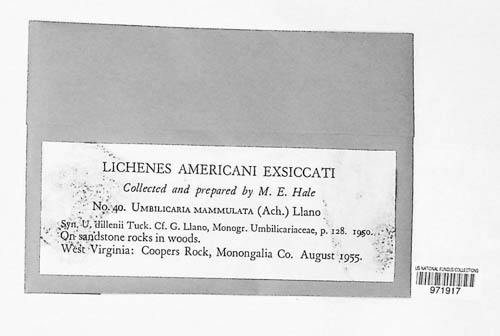 LICHENES AMERICANI EXSICCATI
Collected and prepared by M. E. Hale
No. 40. UMBILICARIA MAMMULATA (Ach.) Llano
Syn. U. dillenii Tuck. Cf. G. Llano, Monogr. Umbilicariaceae, p. 128. 1950.
On sandstone rocks in woods.
West Virginia: Coopers Rock, Monongalia Co. August 1955.
US NATIONAL FUNGUS COLLECTIONS
971917